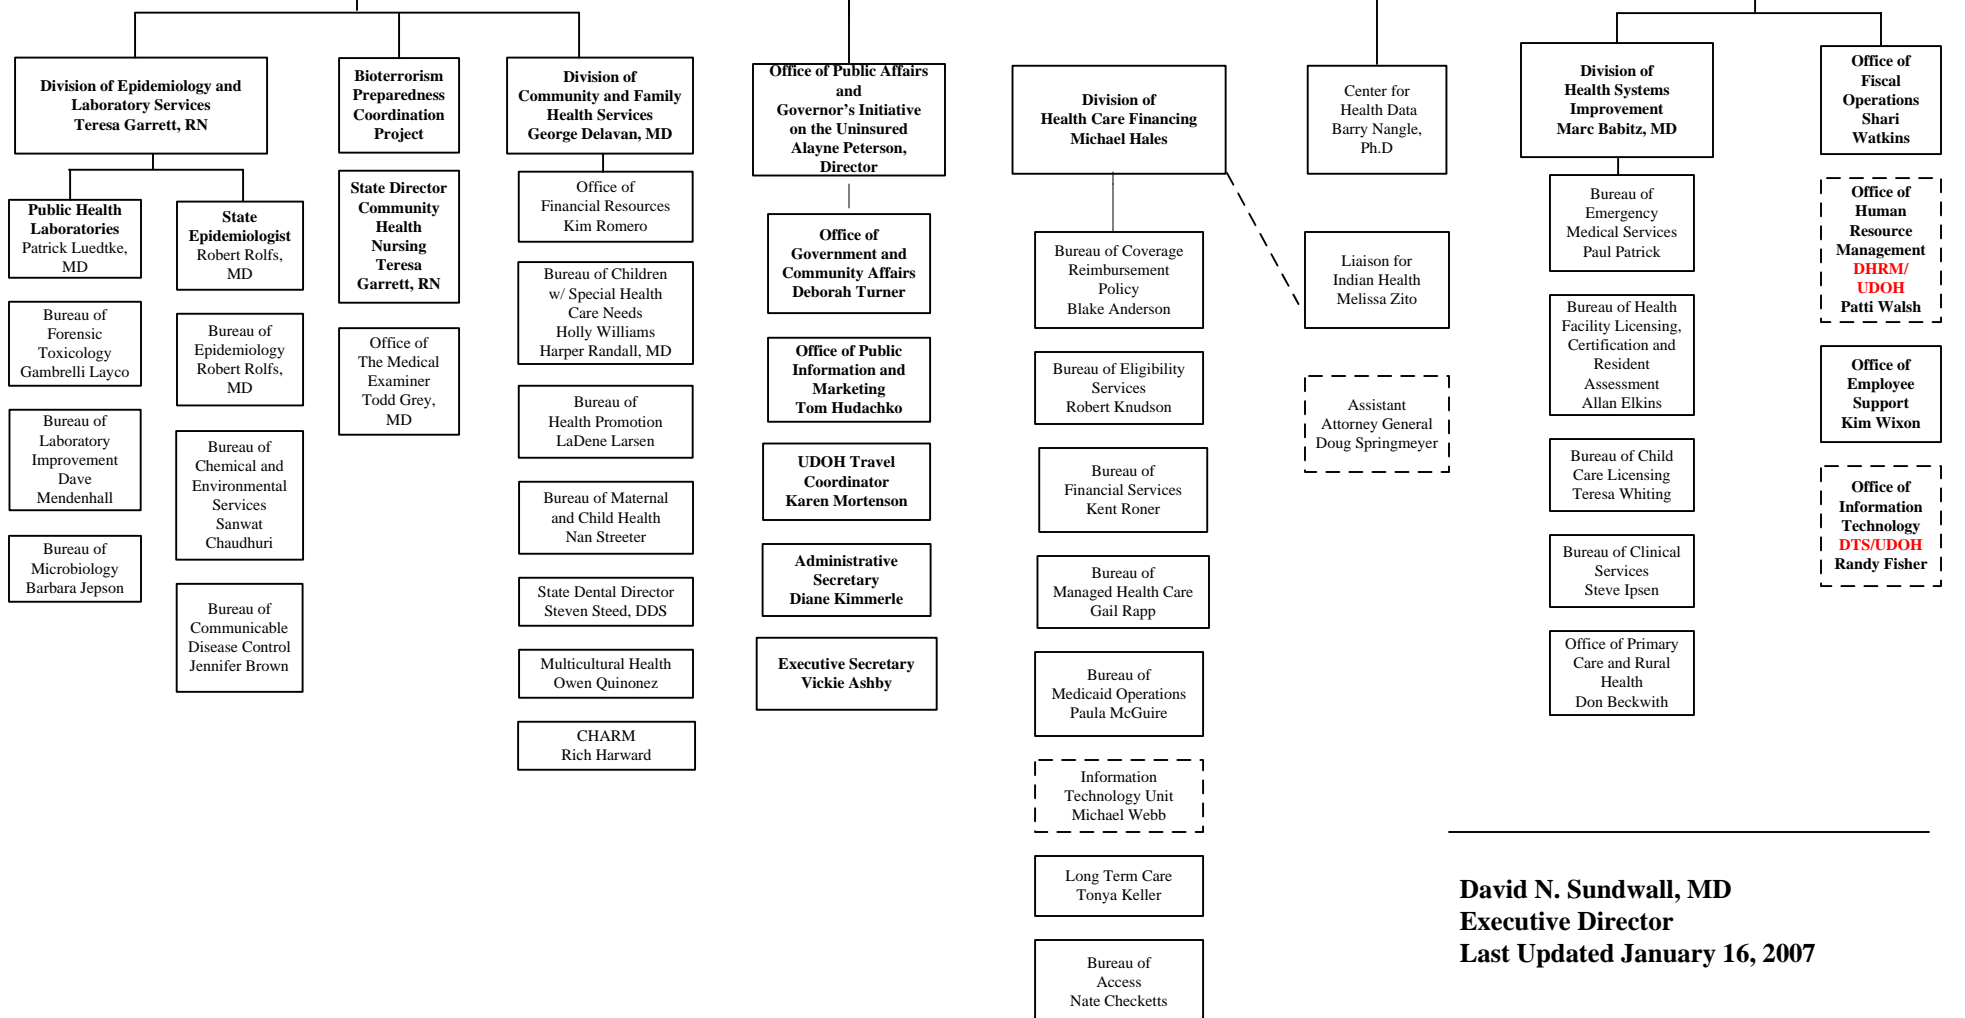 Division of Epidemiology and
Laboratory Services
Teresa Garrett, RN
Public Health
Laboratories
Patrick Luedtke,
MD
Bureau of
Forensic
Toxicology
Gambrelli Layco
Bureau of
Laboratory
Improvement
Dave
Mendenhall
Bureau of
Microbiology
Barbara Jepson
State
Epidemiologist
Robert Rolfs,
MD
Bureau of
Epidemiology
Robert Rolfs,
MD
Bureau of
Chemical and
Environmental
Services
Sanwat
Chaudhuri
Bureau of
Communicable
Disease Control
Jennifer Brown
Bioterrorism
Preparedness
Coordination
Project
State Director
Community
Health
Nursing
Teresa
Garrett, RN
Office of
The Medical
Examiner
Todd Grey,
MD
Division of
Community and Family
Health Services
George Delavan, MD
Office of
Financial Resources
Kim Romero
Bureau of Children
w/ Special Health
Care Needs
Holly Williams
Harper Randall, MD
Bureau of
Health Promotion
LaDene Larsen
Bureau of Maternal
and Child Health
Nan Streeter
State Dental Director
Steven Steed, DDS
Multicultural Health
Owen Quinonez
CHARM
Rich Harward
Office of Public Affairs
and
Governor's Initiative
on the Uninsured
Alayne Peterson,
Director
Office of
Government and
Community Affairs
Deborah Turner
Office of Public
Information and
Marketing
Tom Hudachko
UDOH Travel
Coordinator
Karen Mortenson
Administrative
Secretary
Diane Kimmerle
Executive Secretary
Vickie Ashby
Division of
Health Care Financing
Michael Hales
Bureau of Coverage
Reimbursement
Policy
Blake Anderson
Bureau of Eligibility
Services
Robert Knudson
Bureau of
Financial Services
Kent Roner
Bureau of
Managed Health Care
Gail Rapp
Bureau of
Medicaid Operations
Paula McGuire
Information
Technology Unit
Michael Webb
Long Term Care
Tonya Keller
Bureau of
Access
Nate Checketts
Center for
Health Data
Barry Nangle,
Ph.D
Liaison for
Indian Health
Melissa Zito
Assistant
Attorney General
Doug Springmeyer
Division of
Health Systems
Improvement
Marc Babitz, MD
Bureau of
Emergency
Medical Services
Paul Patrick
Bureau of Health
Facility Licensing,
Certification and
Resident
Assessment
Allan Elkins
Bureau of Child
Care Licensing
Teresa Whiting
Bureau of Clinical
Services
Steve Ipsen
Office of Primary
Care and Rural
Health
Don Beckwith
Office of
Fiscal
Operations
Shari
Watkins
Office of
Human
Resource
Management
DHRM/
UDOH
Patti Walsh
Office of
Employee
Support
Kim Wixon
Office of
Information
Technology
DTS/UDOH
Randy Fisher
David N. Sundwall, MD
Executive Director
Last Updated January 16, 2007